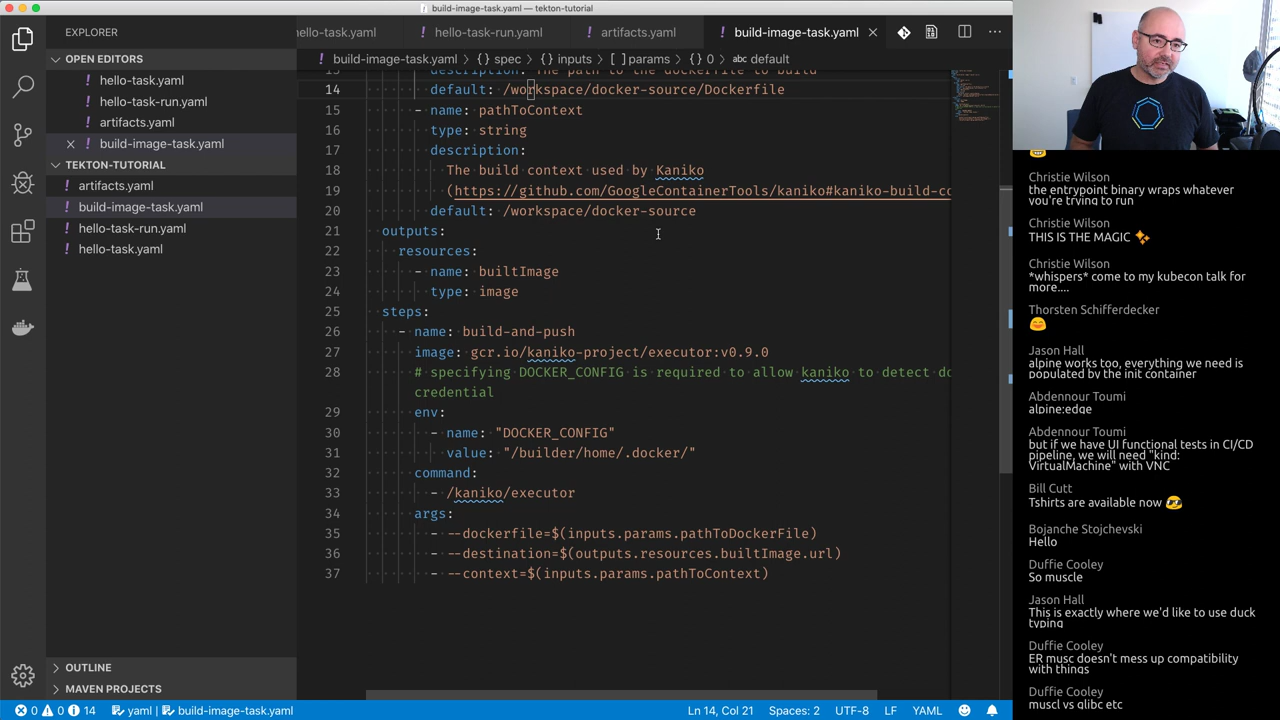 build-image-task.yaml — tekton-tutorial
EXPLORER
hello-task.yaml
hello-task-run.yaml
artifacts.yaml
build-image-task.yaml
OPEN EDITORS
hello-task.yaml
hello-task-run.yaml
artifacts.yaml
build-image-task.yaml
TEKTON-TUTORIAL
artifacts.yaml
build-image-task.yaml
hello-task-run.yaml
hello-task.yaml
OUTLINE
MAVEN PROJECTS
build-image-task.yaml > {} spec > {} inputs > [ ] params > {} 0 > abc default
13 description: The path to the dockerfile to build
14 default: /workspace/docker-source/Dockerfile
15 - name: pathToContext
16 type: string
17 description:
18 The build context used by Kaniko
19 (https://github.com/GoogleContainerTools/kaniko#kaniko-build-co
20 default: /workspace/docker-source
21 outputs:
22 resources:
23 - name: builtImage
24 type: image
25 steps:
26 - name: build-and-push
27 image: gcr.io/kaniko-project/executor:v0.9.0
28 # specifying DOCKER_CONFIG is required to allow kaniko to detect do
credential
29 env:
30 - name: "DOCKER_CONFIG"
31 value: "/builder/home/.docker/"
32 command:
33 - /kaniko/executor
34 args:
35 - --dockerfile=$(inputs.params.pathToDockerFile)
36 - --destination=$(outputs.resources.builtImage.url)
37 - --context=$(inputs.params.pathToContext)
0 0 14 yaml | build-image-task.yaml
Ln 14, Col 21 Spaces: 2 UTF-8 LF YAML
Christie Wilson
the entrypoint binary wraps whatever
you're trying to run
Christie Wilson
THIS IS THE MAGIC ✨
Christie Wilson
*whispers* come to my kubecon talk for
more....
Thorsten Schifferdecker
😊
Jason Hall
alpine works too, everything we need is
populated by the init container
Abdennour Toumi
alpine:edge
Abdennour Toumi
but if we have UI functional tests in CI/CD
pipeline, we will need "kind:
VirtualMachine" with VNC
Bill Cutt
Tshirts are available now 😎
Bojanche Stojchevski
Hello
Duffie Cooley
So muscle
Jason Hall
This is exactly where we'd like to use duck
typing
Duffie Cooley
ER musc doesn't mess up compatibility
with things
Duffie Cooley
muscl vs glibc etc